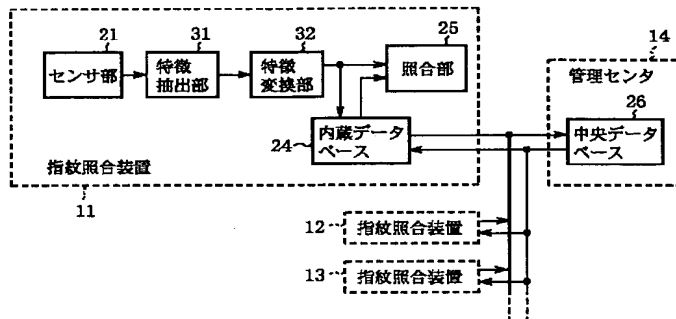 21
31
32
25
14
センサ部
特徴
抽出部
特徴
変換部
照合部
管理センタ
26
24
内蔵データ
ベース
中央データ
ベース
指紋照合装置
11
12
指紋照合装置
13
指紋照合装置